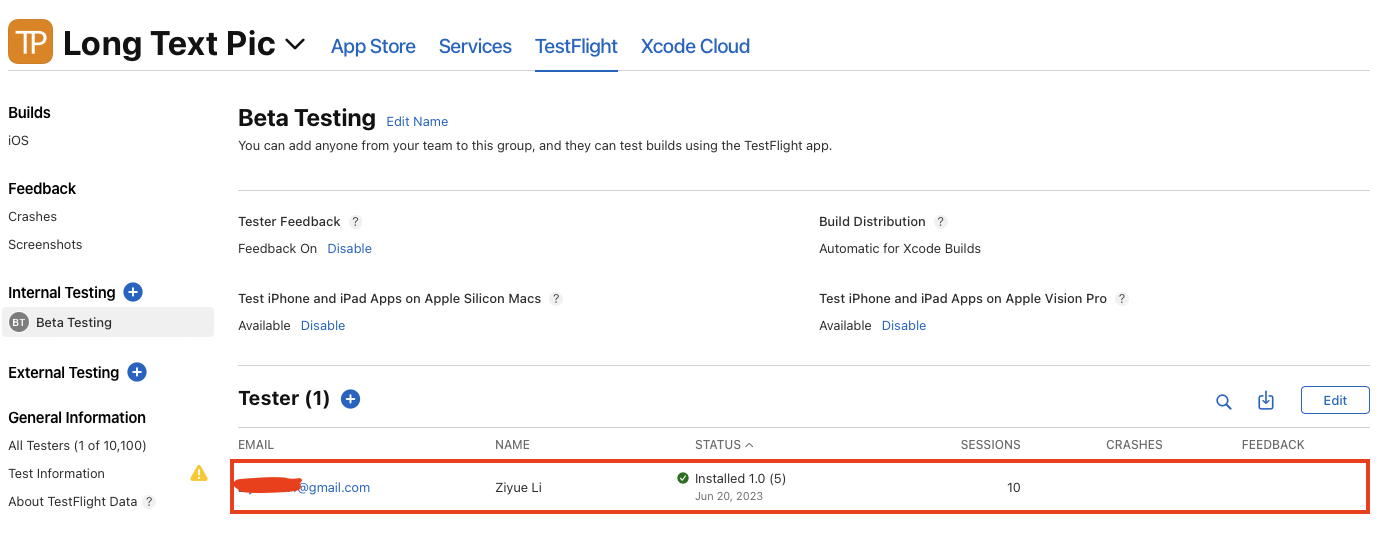 TP Long Text Pic App Store Services TestFlight Xcode Cloud
Builds
iOS
Feedback
Crashes
Screenshots
Internal Testing
BT Beta Testing
External Testing
General Information
All Testers (1 of 10,100)
Test Information
About TestFlight Data ?
Beta Testing Edit Name
You can add anyone from your team to this group, and they can test builds using the TestFlight app.
Tester Feedback ?
Feedback On Disable
Build Distribution ?
Automatic for Xcode Builds
Test iPhone and iPad Apps on Apple Silicon Macs ?
Available Disable
Test iPhone and iPad Apps on Apple Vision Pro ?
Available Disable
Tester (1)
Edit
EMAIL NAME STATUS SESSIONS CRASHES FEEDBACK
@gmail.com Ziyue Li Installed 1.0 (5) 10
Jun 20, 2023